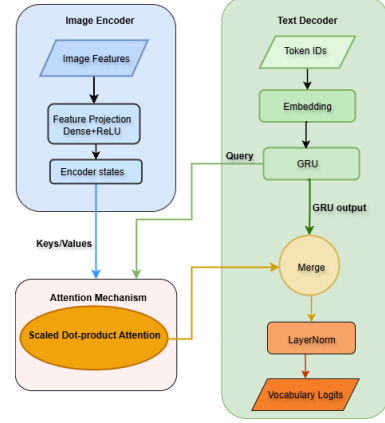 Image Encoder
Image Features
Feature Projection
Dense+ReLU
Encoder states
Keys/Values
Attention Mechanism
Scaled Dot-product Attention
Text Decoder
Token IDs
Embedding
Query
GRU
GRU output
Merge
LayerNorm
Vocabulary Logits